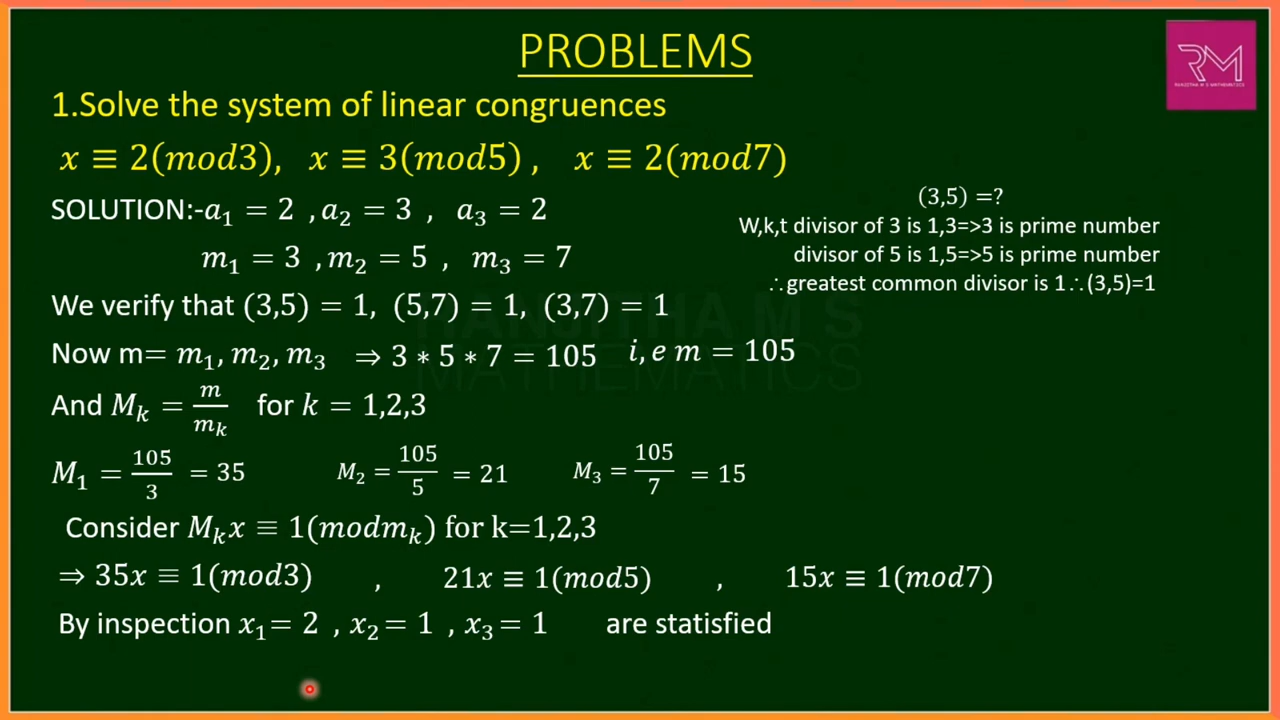 PROBLEMS
RM
RANJITHA M S MATHEMATICS
1.Solve the system of linear congruences
x ≡ 2(mod3), x ≡ 3(mod5) , x ≡ 2(mod7)
SOLUTION:-a₁ = 2 ,a₂ = 3 , a₃ = 2
m₁ = 3 ,m₂ = 5 , m₃ = 7
(3,5) =?
W,k,t divisor of 3 is 1,3=>3 is prime number
divisor of 5 is 1,5=>5 is prime number
∴greatest common divisor is 1∴(3,5)=1
We verify that (3,5) = 1, (5,7) = 1, (3,7) = 1
RANJITHA M S
MATHEMATICS
Now m= m₁, m₂, m₃ ⇒ 3 ∗ 5 ∗ 7 = 105 i, e m = 105
And Mₖ = m/mₖ for k = 1,2,3
M₁ = 105/3 = 35 M₂ = 105/5 = 21 M₃ = 105/7 = 15
Consider Mₖx ≡ 1(modmₖ) for k=1,2,3
⇒ 35x ≡ 1(mod3) , 21x ≡ 1(mod5) , 15x ≡ 1(mod7)
By inspection x₁= 2 , x₂= 1 , x₃= 1 are statisfied